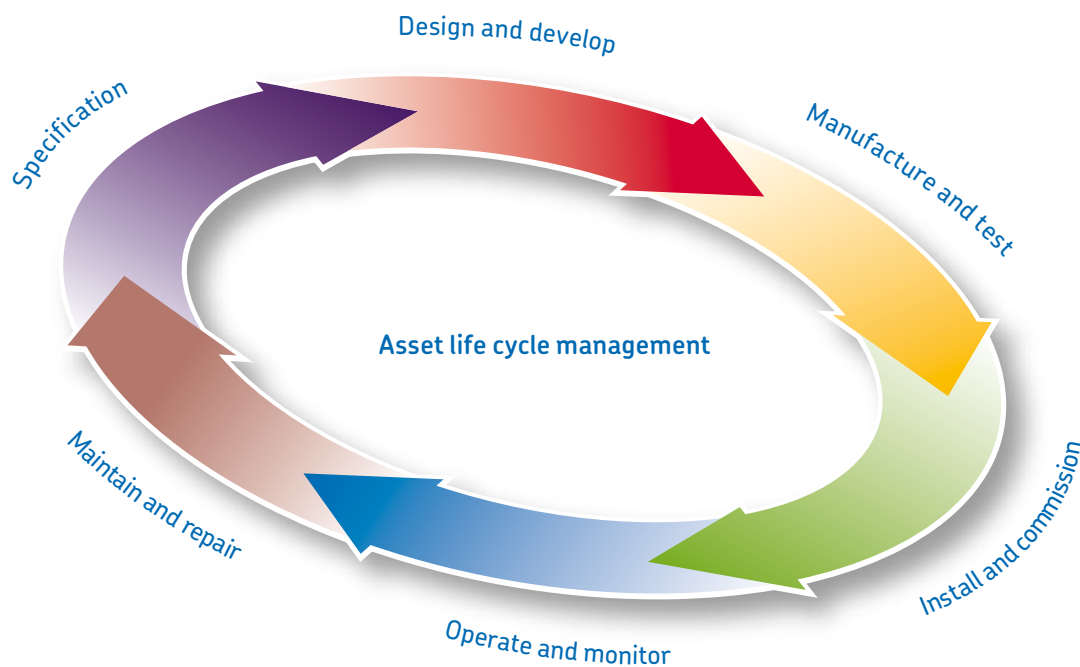 Design and develop
Specification
Manufacture and test
Asset life cycle management
Maintain and repair
Install and commission
Operate and monitor